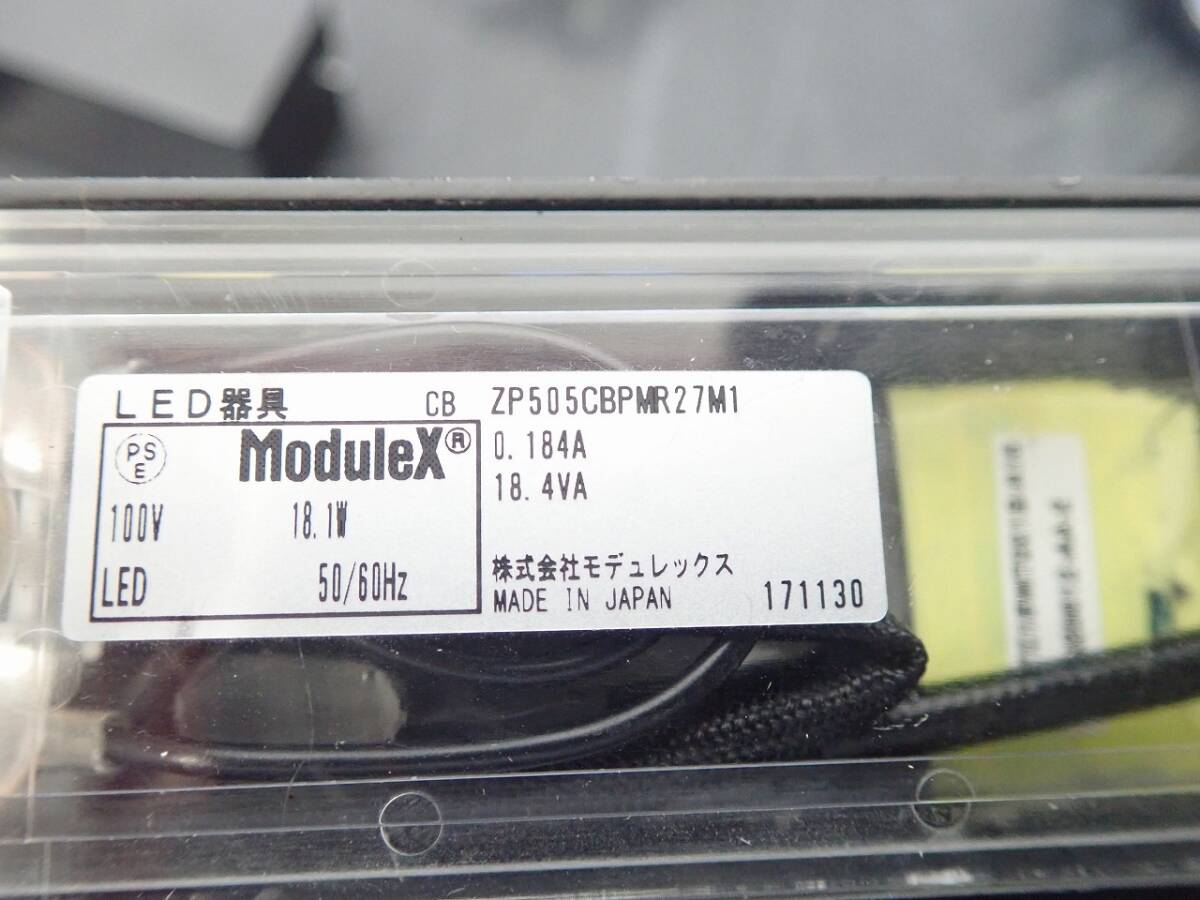 LED器具 CB ZP505CBPMR27M1
PSE ModuleX®
0.184A
18.4VA
100V 18.1W
LED 50/60Hz
株式会社モデュレックス
MADE IN JAPAN 171130